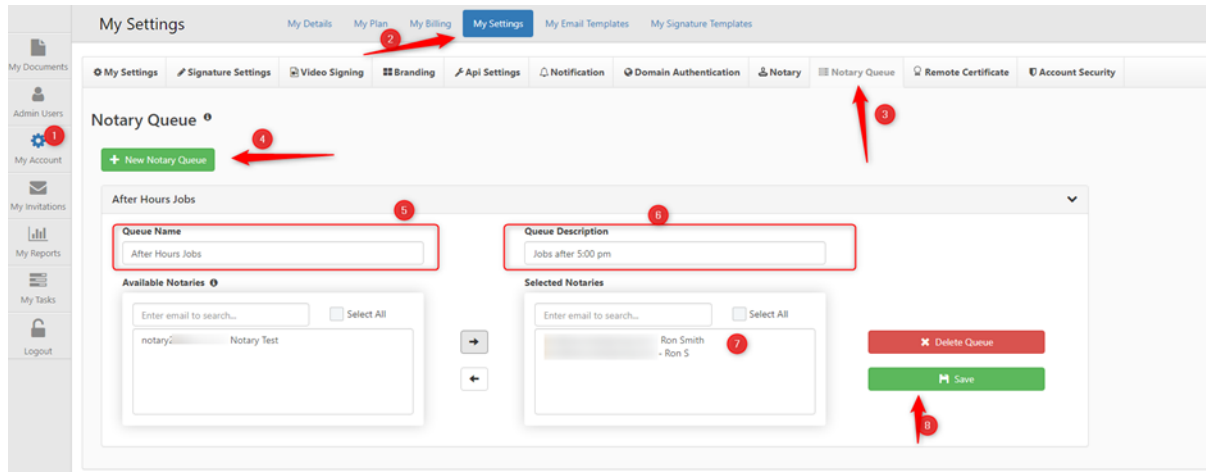 My Settings
My Details My Plan My Billing My Settings My Email Templates My Signature Templates
2
My Documents
My Settings Signature Settings Video Signing Branding Api Settings Notification Domain Authentication Notary Notary Queue Remote Certificate Account Security
Admin Users
3
Notary Queue
1
4
My Account
+ New Notary Queue
My Invitations
After Hours Jobs
5
6
Queue Name
Queue Description
My Reports
After Hours Jobs
Jobs after 5:00 pm
Available Notaries
Selected Notaries
My Tasks
Enter email to search...
Select All
Enter email to search...
Select All
notary Notary Test
Ron Smith
- Ron S
7
Logout
Delete Queue
Save
8